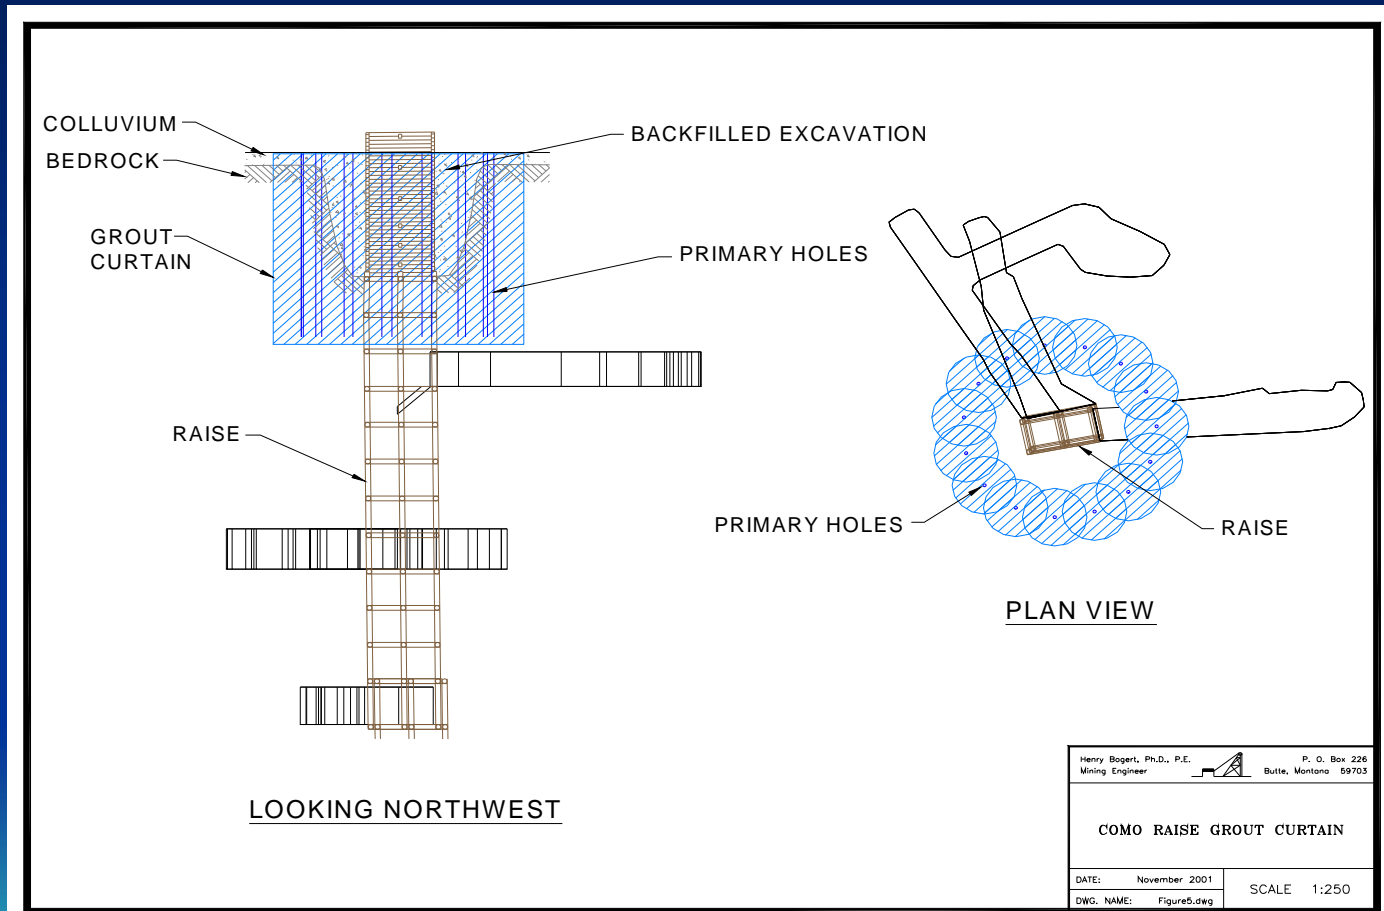 COLLUVIUM
BEDROCK
GROUT
CURTAIN
BACKFILLED EXCAVATION
PRIMARY HOLES
RAISE
LOOKING NORTHWEST
PRIMARY HOLES
RAISE
PLAN VIEW
Henry Bogert, Ph.D., P.E.
Mining Engineer
P. O. Box 226
Butte, Montana 59703
COMO RAISE GROUT CURTAIN
DATE: November 2001
DWG. NAME: Figure5.dwg
SCALE 1:250